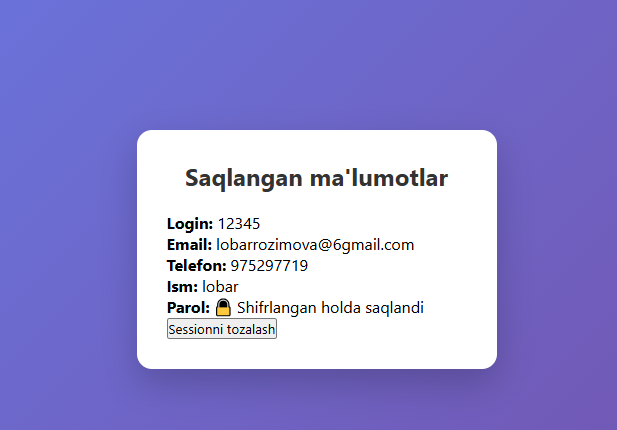 Saqlangan ma'lumotlar
Login: 12345
Email: lobarrozimova@6gmail.com
Telefon: 975297719
Ism: lobar
Parol: 🔒 Shifrlangan holda saqlandi
Sessionni tozalash